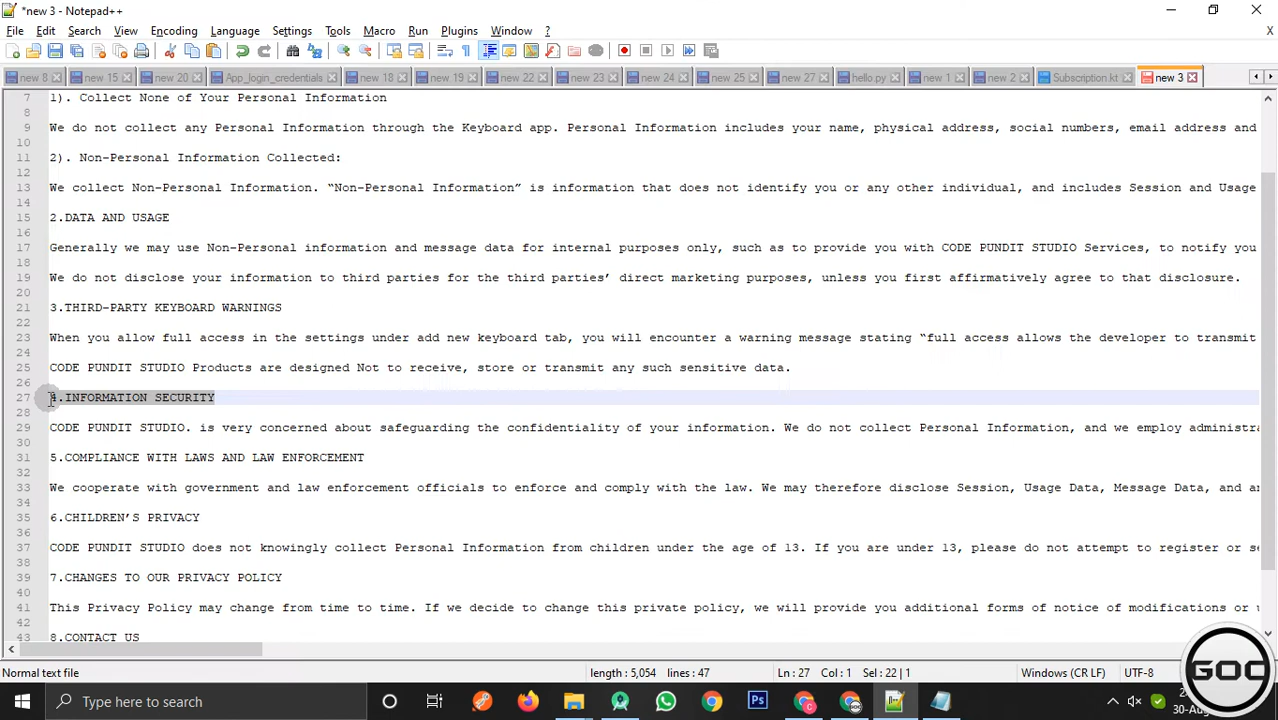 *new 3 - Notepad++
File Edit Search View Encoding Language Settings Tools Macro Run Plugins Window ? X
new 8 new 15 new 20 App_login_credentials new 18 new 19 new 22 new 23 new 24 new 25 new 27 hello.py new 1 new 2 Subscription.kt new 3
7 1). Collect None of Your Personal Information
8
9 We do not collect any Personal Information through the Keyboard app. Personal Information includes your name, physical address, social numbers, email address and
10
11 2). Non-Personal Information Collected:
12
13 We collect Non-Personal Information. “Non-Personal Information” is information that does not identify you or any other individual, and includes Session and Usage
14
15 2.DATA AND USAGE
16
17 Generally we may use Non-Personal information and message data for internal purposes only, such as to provide you with CODE PUNDIT STUDIO Services, to notify you
18
19 We do not disclose your information to third parties for the third parties’ direct marketing purposes, unless you first affirmatively agree to that disclosure.
20
21 3.THIRD-PARTY KEYBOARD WARNINGS
22
23 When you allow full access in the settings under add new keyboard tab, you will encounter a warning message stating “full access allows the developer to transmit
24
25 CODE PUNDIT STUDIO Products are designed Not to receive, store or transmit any such sensitive data.
26
27 4.INFORMATION SECURITY
28
29 CODE PUNDIT STUDIO. is very concerned about safeguarding the confidentiality of your information. We do not collect Personal Information, and we employ administra
30
31 5.COMPLIANCE WITH LAWS AND LAW ENFORCEMENT
32
33 We cooperate with government and law enforcement officials to enforce and comply with the law. We may therefore disclose Session, Usage Data, Message Data, and a
34
35 6.CHILDREN’S PRIVACY
36
37 CODE PUNDIT STUDIO does not knowingly collect Personal Information from children under the age of 13. If you are under 13, please do not attempt to register or s
38
39 7.CHANGES TO OUR PRIVACY POLICY
40
41 This Privacy Policy may change from time to time. If we decide to change this private policy, we will provide you additional forms of notice of modifications or
42
43 8.CONTACT US
Normal text file length : 5,054 lines : 47 Ln : 27 Col : 1 Sel : 22 | 1 Windows (CR LF) UTF-8
GOC
Type here to search
Ps
30-Au